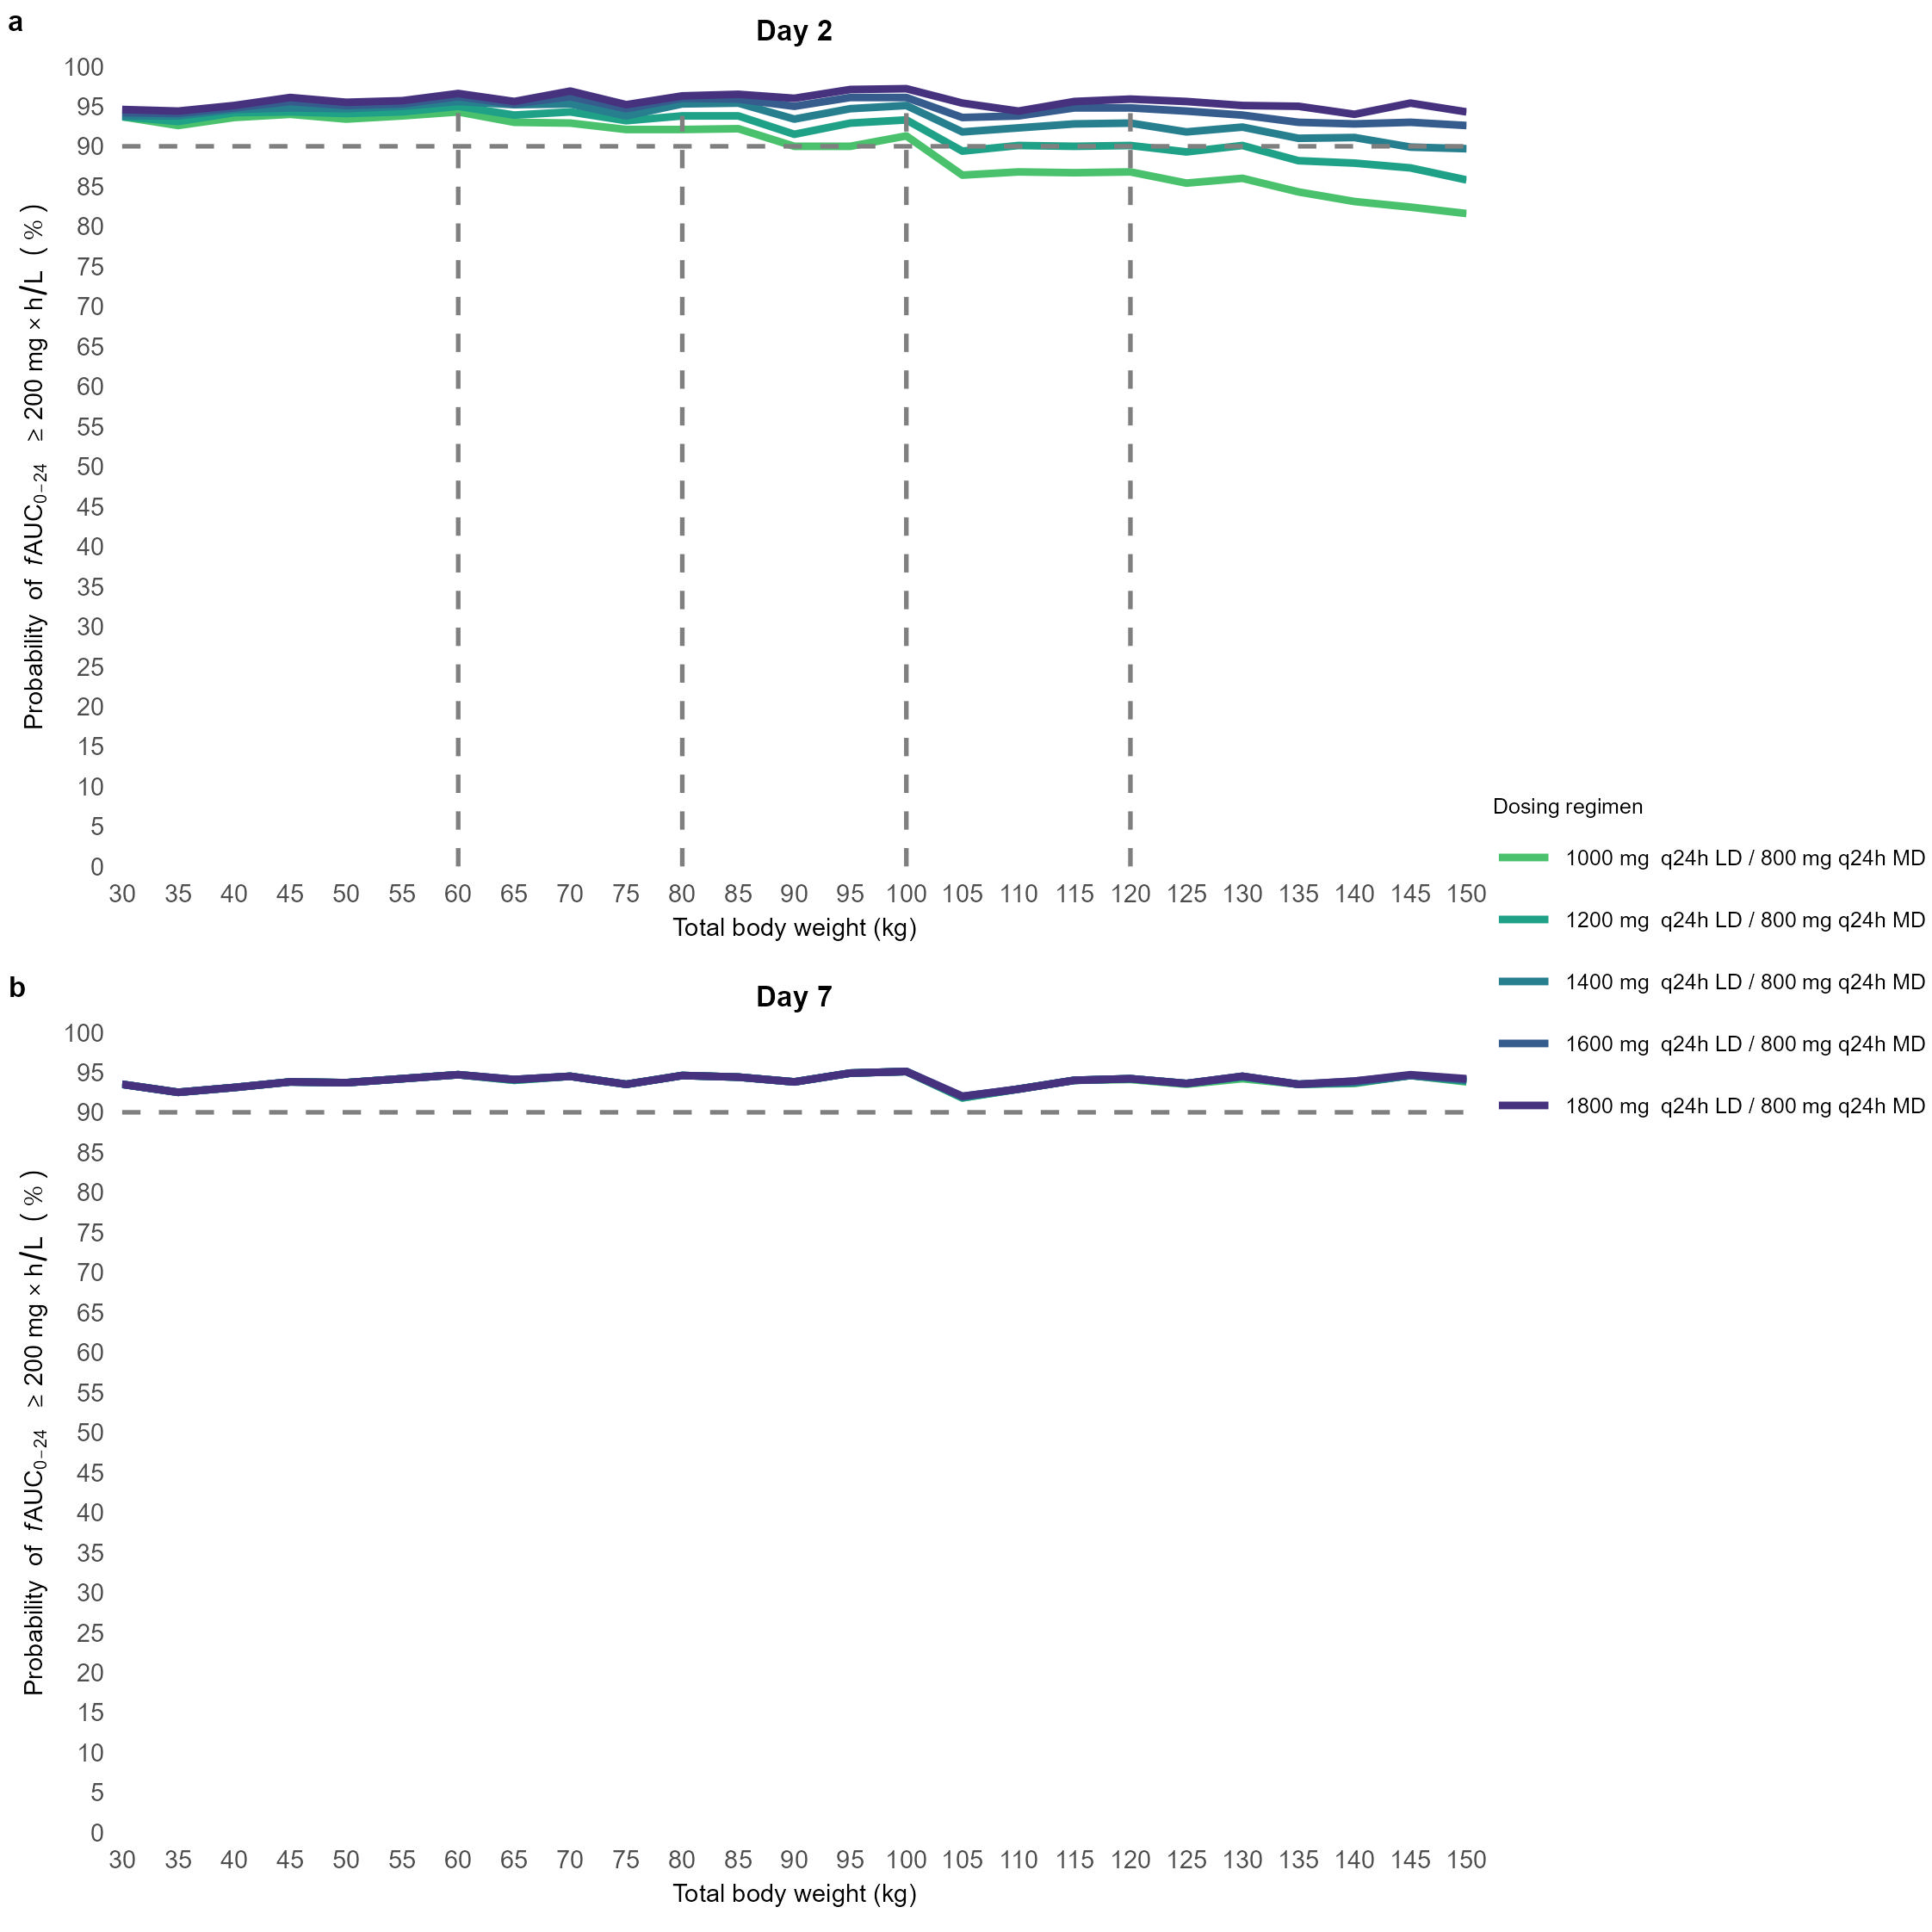 a
Day 2
Probability of fAUC0−24 ≥ 200 mg × h/L (%)
100
95
90
85
80
75
70
65
60
55
50
45
40
35
30
25
20
15
10
5
0
30 35 40 45 50 55 60 65 70 75 80 85 90 95 100 105 110 115 120 125 130 135 140 145 150
Total body weight (kg)
Dosing regimen
1000 mg q24h LD / 800 mg q24h MD
1200 mg q24h LD / 800 mg q24h MD
1400 mg q24h LD / 800 mg q24h MD
1600 mg q24h LD / 800 mg q24h MD
1800 mg q24h LD / 800 mg q24h MD
b
Day 7
Probability of fAUC0−24 ≥ 200 mg × h/L (%)
100
95
90
85
80
75
70
65
60
55
50
45
40
35
30
25
20
15
10
5
0
30 35 40 45 50 55 60 65 70 75 80 85 90 95 100 105 110 115 120 125 130 135 140 145 150
Total body weight (kg)